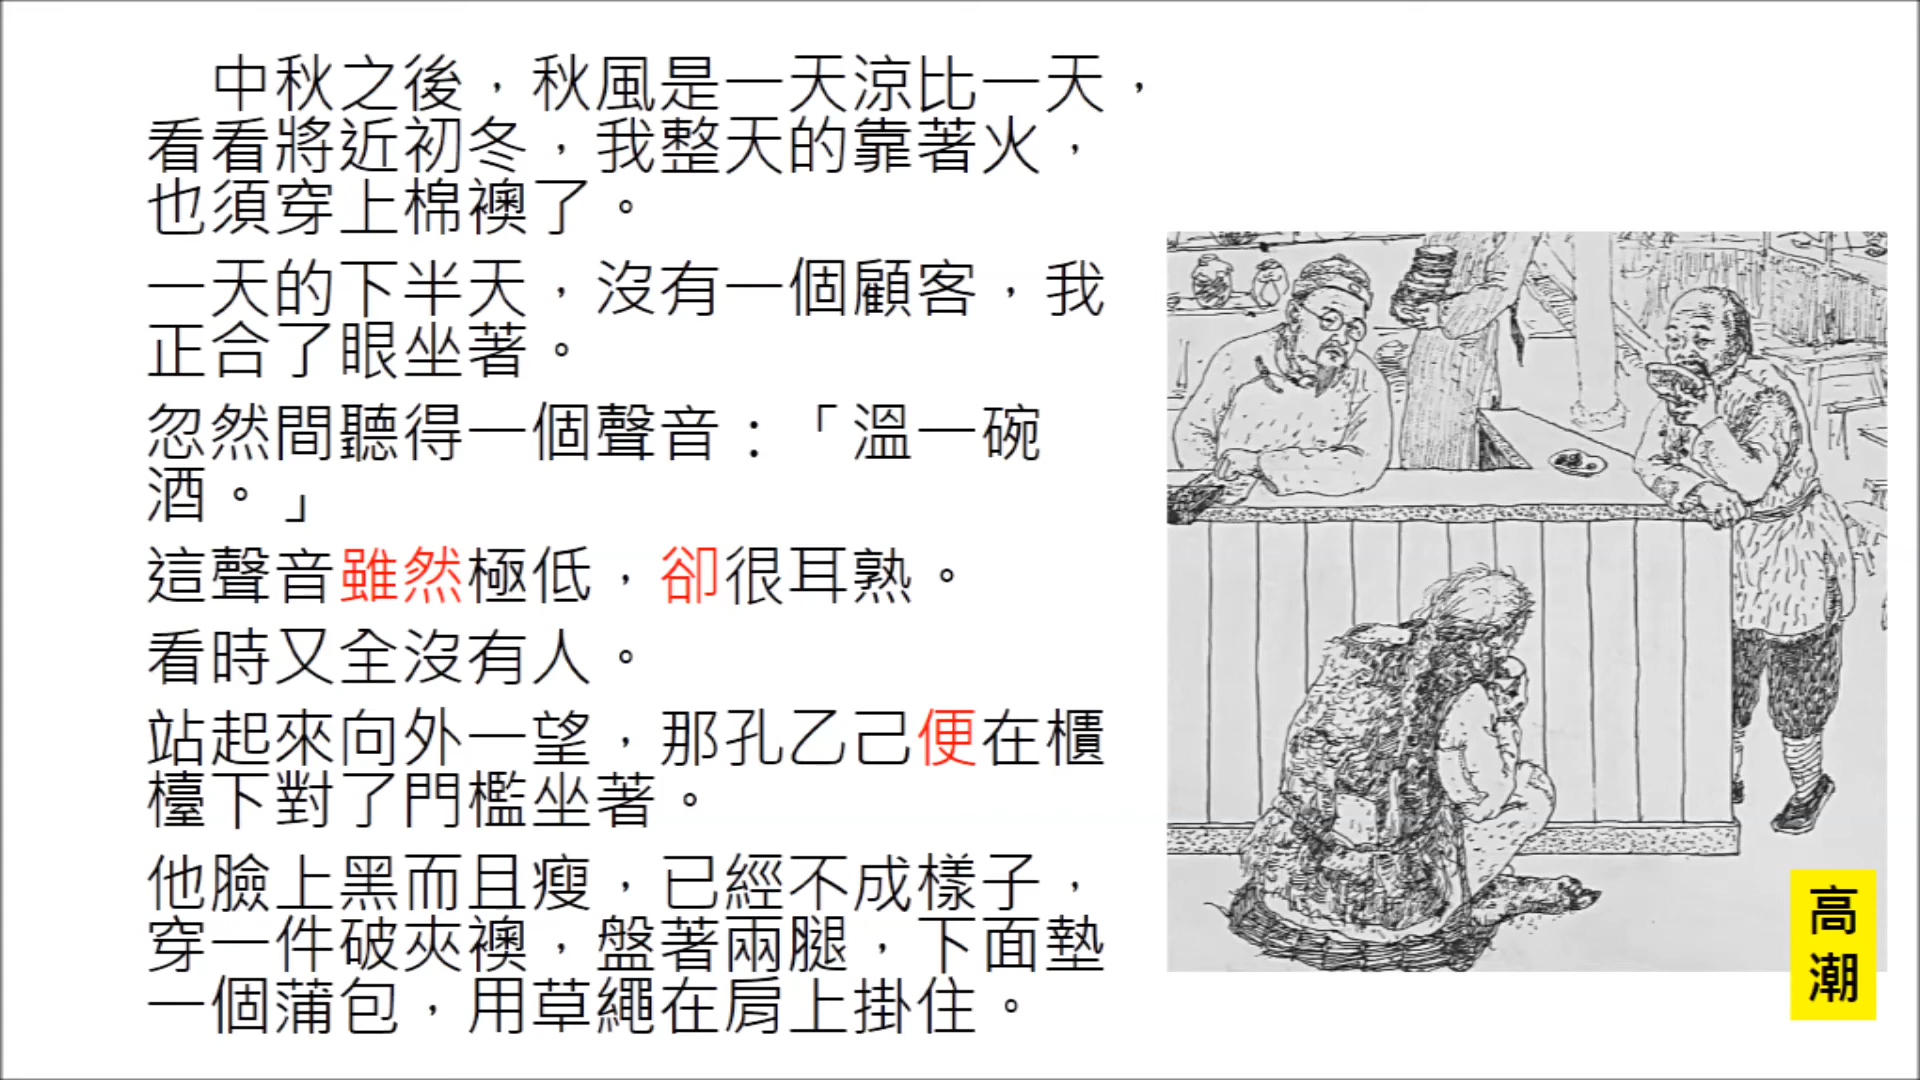 中秋之後，秋風是一天涼比一天，
看看將近初冬，我整天的靠著火，
也須穿上棉襖了。
一天的下半天，沒有一個顧客，我
正合了眼坐著。
忽然間聽得一個聲音：「溫一碗
酒。」
這聲音雖然極低，卻很耳熟。
看時又全沒有人。
站起來向外一望，那孔乙己便在櫃
檯下對了門檻坐著。
他臉上黑而且瘦，已經不成樣子，
穿一件破夾襖，盤著兩腿，下面墊
一個蒲包，用草繩在肩上掛住。
高
潮